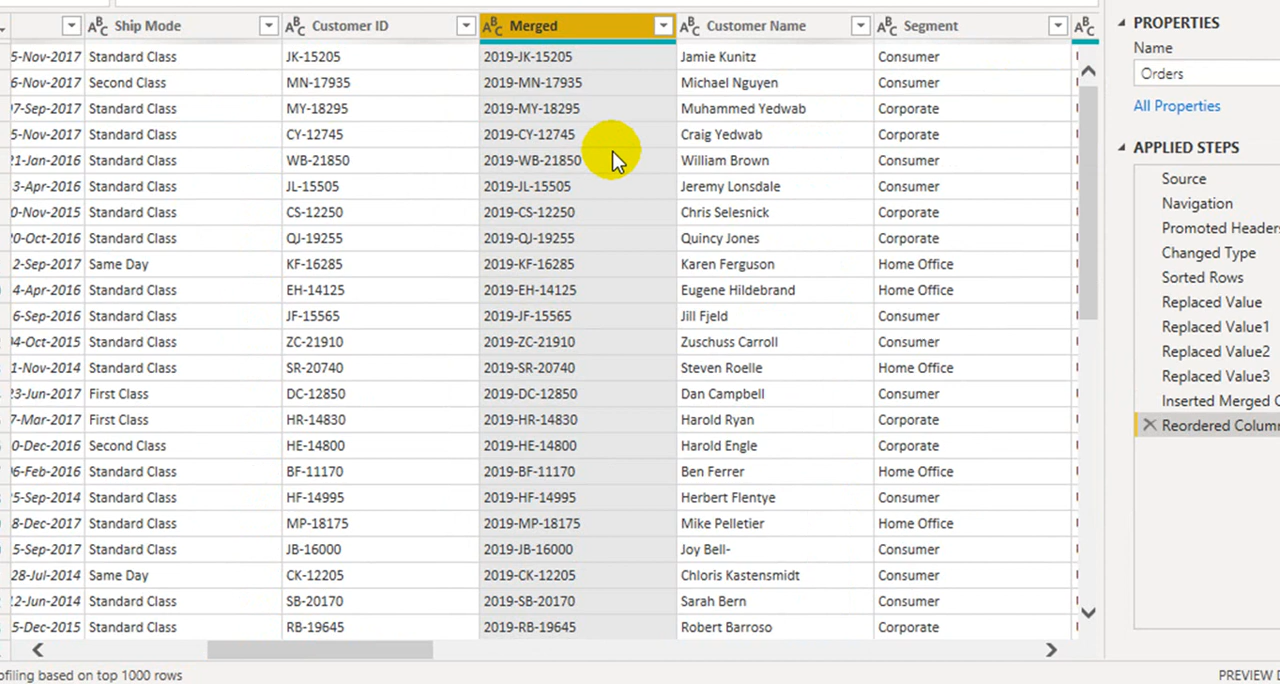 Ship Mode Customer ID Merged Customer Name Segment
5-Nov-2017 Standard Class JK-15205 2019-JK-15205 Jamie Kunitz Consumer
6-Nov-2017 Second Class MN-17935 2019-MN-17935 Michael Nguyen Consumer
7-Sep-2017 Standard Class MY-18295 2019-MY-18295 Muhammed Yedwab Corporate
5-Nov-2017 Standard Class CY-12745 2019-CY-12745 Craig Yedwab Corporate
1-Jan-2016 Standard Class WB-21850 2019-WB-21850 William Brown Consumer
3-Apr-2016 Standard Class JL-15505 2019-JL-15505 Jeremy Lonsdale Consumer
0-Nov-2015 Standard Class CS-12250 2019-CS-12250 Chris Selesnick Corporate
0-Oct-2016 Standard Class QJ-19255 2019-QJ-19255 Quincy Jones Corporate
2-Sep-2017 Same Day KF-16285 2019-KF-16285 Karen Ferguson Home Office
4-Apr-2016 Standard Class EH-14125 2019-EH-14125 Eugene Hildebrand Home Office
6-Sep-2016 Standard Class JF-15565 2019-JF-15565 Jill Fjeld Consumer
04-Oct-2015 Standard Class ZC-21910 2019-ZC-21910 Zuschuss Carroll Consumer
1-Nov-2014 Standard Class SR-20740 2019-SR-20740 Steven Roelle Home Office
23-Jun-2017 First Class DC-12850 2019-DC-12850 Dan Campbell Consumer
7-Mar-2017 First Class HR-14830 2019-HR-14830 Harold Ryan Corporate
0-Dec-2016 Second Class HE-14800 2019-HE-14800 Harold Engle Corporate
06-Feb-2016 Standard Class BF-11170 2019-BF-11170 Ben Ferrer Home Office
5-Sep-2014 Standard Class HF-14995 2019-HF-14995 Herbert Flentye Consumer
8-Dec-2017 Standard Class MP-18175 2019-MP-18175 Mike Pelletier Home Office
5-Sep-2017 Standard Class JB-16000 2019-JB-16000 Joy Bell- Consumer
28-Jul-2014 Same Day CK-12205 2019-CK-12205 Chloris Kastensmidt Consumer
12-Jun-2014 Standard Class SB-20170 2019-SB-20170 Sarah Bern Consumer
5-Dec-2015 Standard Class RB-19645 2019-RB-19645 Robert Barroso Corporate
ofiling based on top 1000 rows
PROPERTIES
Name
Orders
All Properties
APPLIED STEPS
Source
Navigation
Promoted Headers
Changed Type
Sorted Rows
Replaced Value
Replaced Value1
Replaced Value2
Replaced Value3
Inserted Merged C
Reordered Colum
PREVIEW D